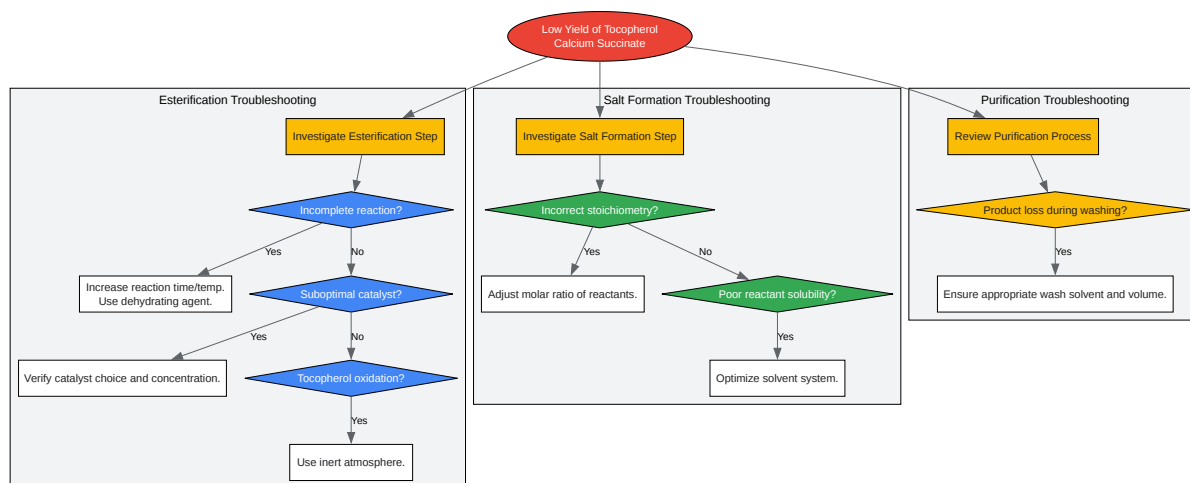 Low Yield of Tocopherol
Calcium Succinate
Esterification Troubleshooting
Investigate Esterification Step
Incomplete reaction?
Yes
No
Increase reaction time/temp.
Use dehydrating agent.
Suboptimal catalyst?
Yes
No
Verify catalyst choice and concentration.
Tocopherol oxidation?
Yes
Use inert atmosphere.
Salt Formation Troubleshooting
Investigate Salt Formation Step
Incorrect stoichiometry?
Yes
No
Adjust molar ratio of reactants.
Poor reactant solubility?
Yes
Optimize solvent system.
Purification Troubleshooting
Review Purification Process
Product loss during washing?
Yes
Ensure appropriate wash solvent and volume.